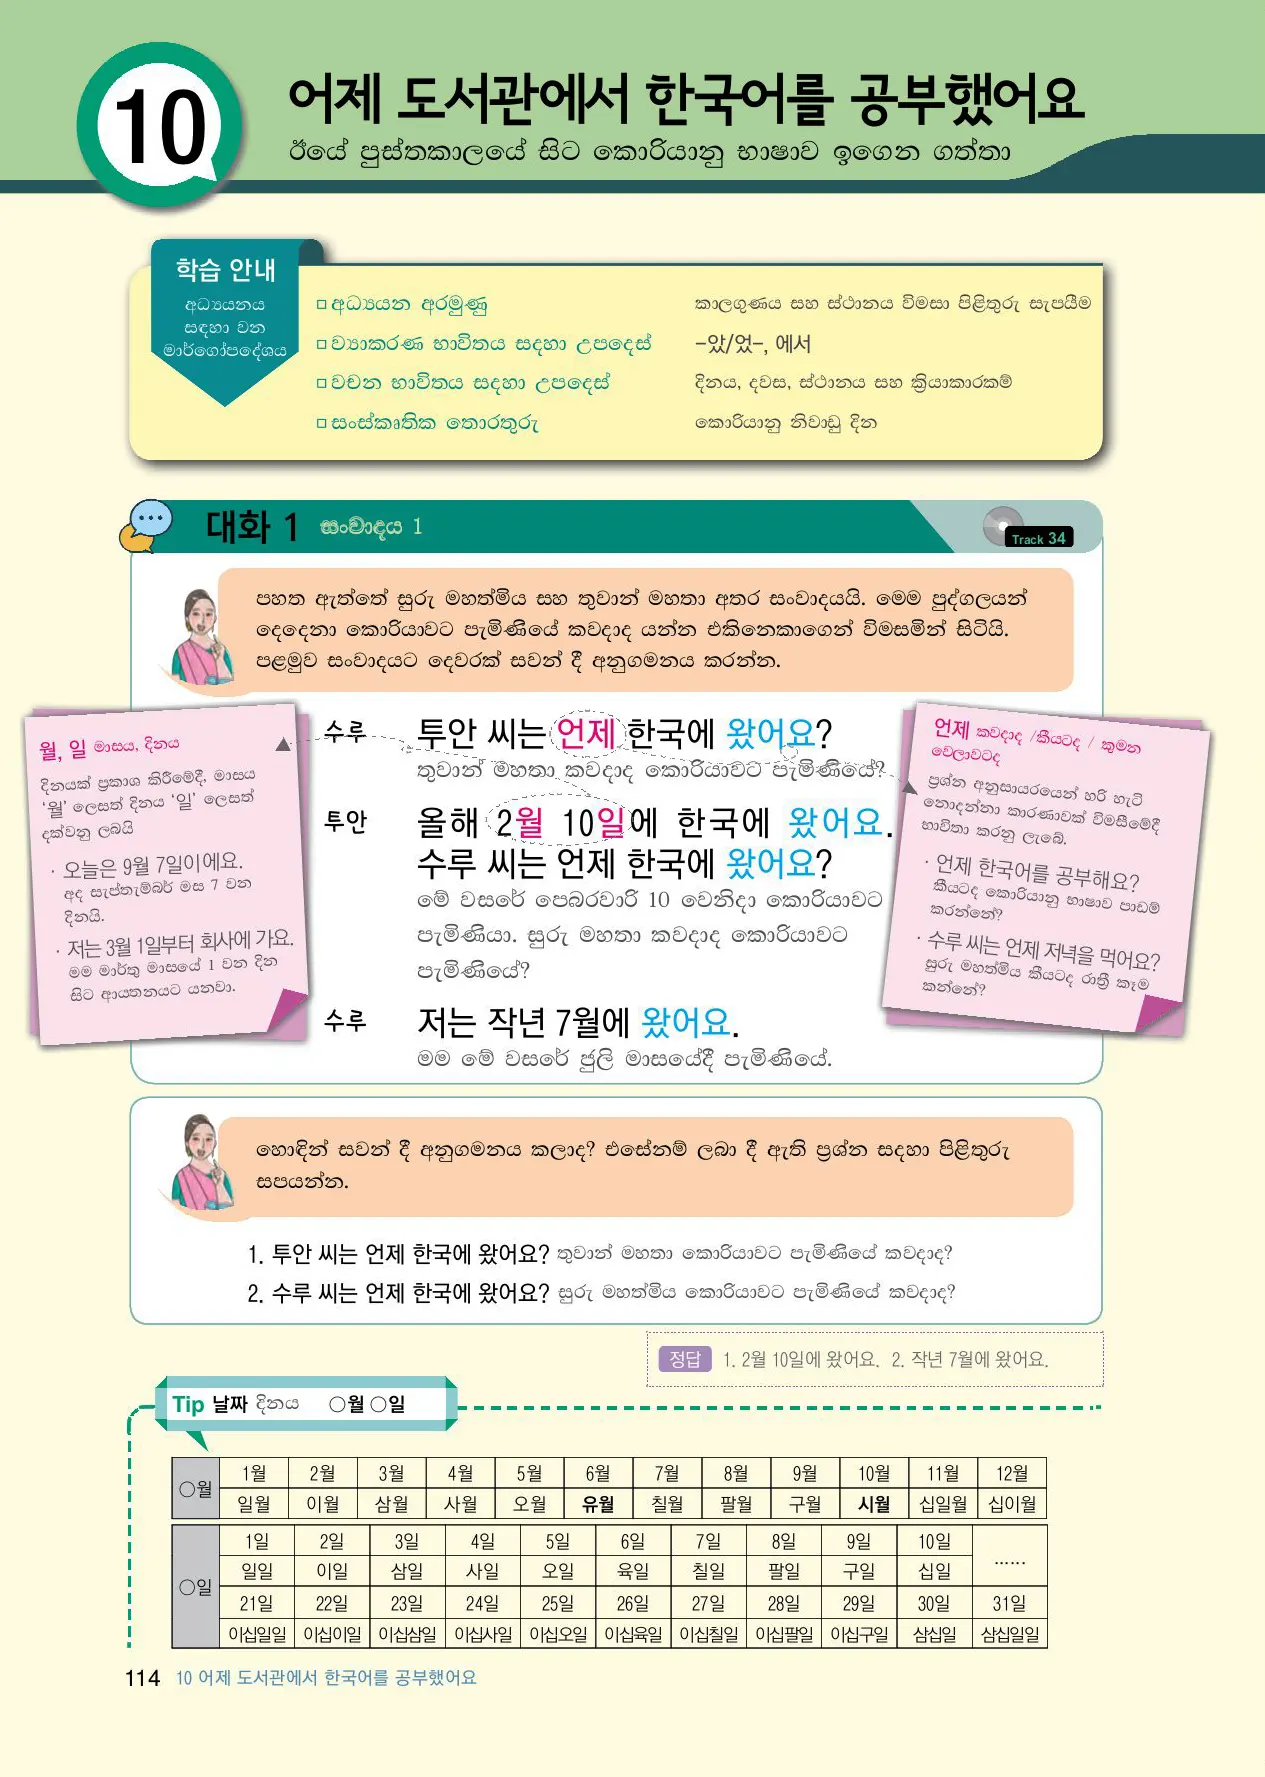 10
어제 도서관에서 한국어를 공부했어요
ඊයේ පුස්තකාලයේ සිට කොරියානු භාෂාව ඉගෙන ගත්තා
학습 안내
අධ්‍යයනය
සඳහා වන
මාර්ගෝපදේශය
□ අධ්‍යයන අරමුණු කාලගුණය සහ ස්ථානය විමසා පිළිතුරු සැපයීම
□ ව්‍යාකරණ භාවිතය සදහා උපදෙස් -았/었-, 에서
□ වචන භාවිතය සදහා උපදෙස් දිනය, දවස, ස්ථානය සහ ක්‍රියාකාරකම්
□ සංස්කෘතික තොරතුරු කොරියානු නිවාඩු දින
대화 1 සංවාදය 1
Track 34
පහත ඇත්තේ සුරු මහත්මිය සහ තුවාන් මහතා අතර සංවාදයයි. මෙම පුද්ගලයන්
දෙදෙනා කොරියාවට පැමිණියේ කවදාද යන්න එකිනෙකාගෙන් විමසමින් සිටියි.
පළමුව සංවාදයට දෙවරක් සවන් දී අනුගමනය කරන්න.
수루 투안 씨는 언제 한국에 왔어요?
තුවාන් මහතා කවදාද කොරියාවට පැමිණියේ?
투안 올해 2월 10일에 한국에 왔어요.
수루 씨는 언제 한국에 왔어요?
මේ වසරේ පෙබරවාරි 10 වෙනිදා කොරියාවට
පැමිණියා. සුරු මහතා කවදාද කොරියාවට
පැමිණියේ?
수루 저는 작년 7월에 왔어요.
මම මේ වසරේ ජුලි මාසයේදී පැමිණියේ.
월, 일 මාසය, දිනය
දිනයක් ප්‍රකාශ කිරීමේදී, මාසය
‘월’ ලෙසත් දිනය ‘일’ ලෙසත්
දක්වනු ලබයි
· 오늘은 9월 7일이에요.
අද සැප්තැම්බර් මස 7 වන
දිනයි.
· 저는 3월 1일부터 회사에 가요.
මම මාර්තු මාසයේ 1 වන දින
සිට ආයතනයට යනවා.
언제 කවදාද /කීයටද / කුමන
වේලාවටද
ප්‍රශ්න අනුසාරයෙන් හරි හැටි
නොදන්නා කාරණාවක් විමසීමේදී
භාවිතා කරනු ලැබේ.
· 언제 한국어를 공부해요?
කීයටද කොරියානු භාෂාව පාඩම්
කරන්නේ?
· 수루 씨는 언제 저녁을 먹어요?
සුරු මහත්මිය කීයටද රාත්‍රී කෑම
කන්නේ?
හොඳින් සවන් දී අනුගමනය කලාද? එසේනම් ලබා දී ඇති ප්‍රශ්න සදහා පිළිතුරු
සපයන්න.
1. 투안 씨는 언제 한국에 왔어요? තුවාන් මහතා කොරියාවට පැමිණියේ කවදාද?
2. 수루 씨는 언제 한국에 왔어요? සුරු මහත්මිය කොරියාවට පැමිණියේ කවදාද?
정답 1. 2월 10일에 왔어요. 2. 작년 7월에 왔어요.
Tip 날짜 දිනය ○월 ○일
○월
1월 2월 3월 4월 5월 6월 7월 8월 9월 10월 11월 12월
일월 이월 삼월 사월 오월 유월 칠월 팔월 구월 시월 십일월 십이월
○일
1일 2일 3일 4일 5일 6일 7일 8일 9일 10일 ......
일일 이일 삼일 사일 오일 육일 칠일 팔일 구일 십일
21일 22일 23일 24일 25일 26일 27일 28일 29일 30일 31일
이십일일 이십이일 이십삼일 이십사일 이십오일 이십육일 이십칠일 이십팔일 이십구일 삼십일 삼십일일
114 10 어제 도서관에서 한국어를 공부했어요